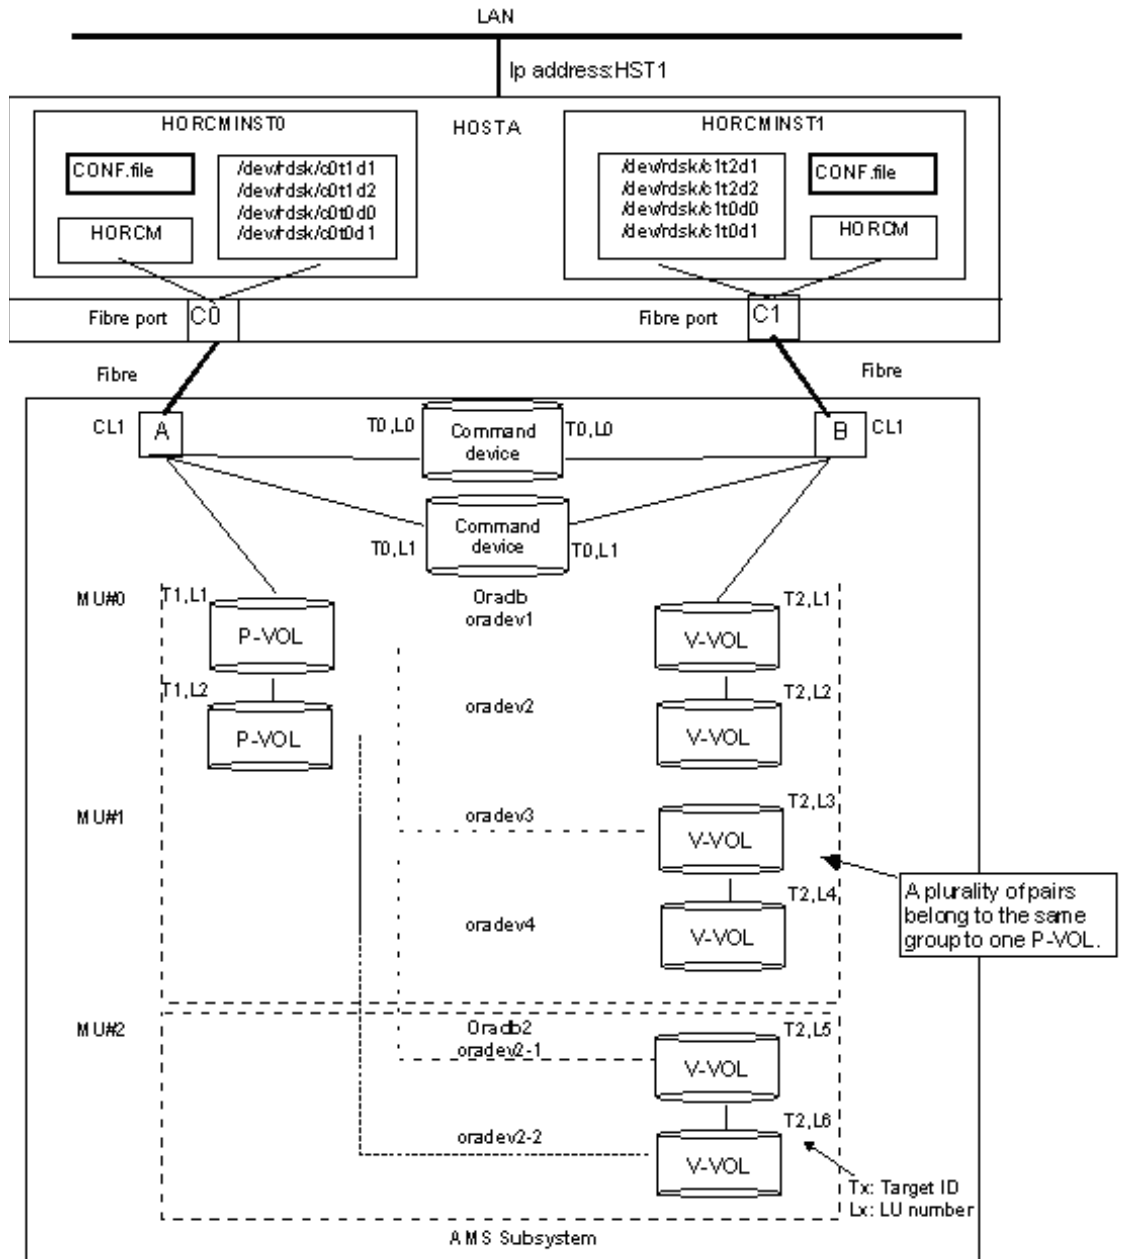 LAN
Ip address:HST1
HORCMINST0
HOSTA
HORCMINST1
CONF.file
/dev/rdsk/c0t1d1
/dev/rdsk/c0t1d2
/dev/rdsk/c0t0d0
/dev/rdsk/c0t0d1
HORCM
/dev/rdsk/c1t2d1
/dev/rdsk/c1t2d2
/dev/rdsk/c1t0d0
/dev/rdsk/c1t0d1
CONF.file
HORCM
Fibre port
C0
Fibre port
C1
Fibre
Fibre
CL1
A
T0,L0
Command
device
T0,L0
B
CL1
T0,L1
Command
device
T0,L1
MU#0
T1,L1
P-VOL
Oradb
oradev1
T2,L1
V-VOL
T1,L2
P-VOL
oradev2
T2,L2
V-VOL
MU#1
oradev3
T2,L3
V-VOL
oradev4
T2,L4
V-VOL
A plurality of pairs
belong to the same
group to one P-VOL.
MU#2
Oradb2
oradev2-1
T2,L5
V-VOL
oradev2-2
T2,L6
V-VOL
Tx: Target ID
Lx: LU number
AMS Subsystem